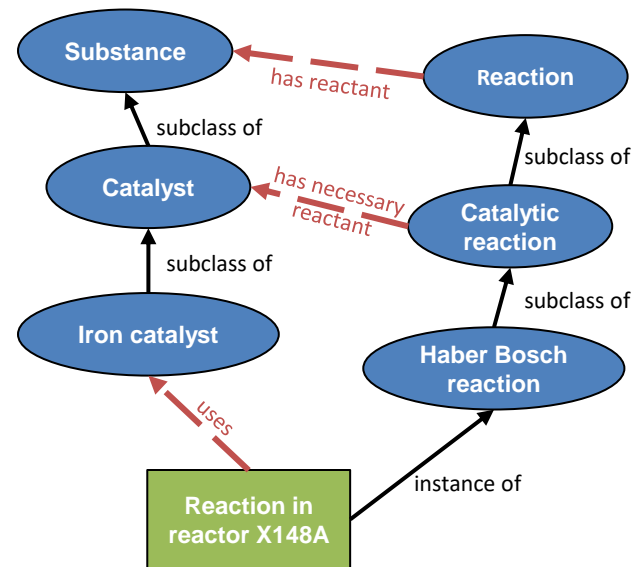 Substance
has reactant
Reaction
subclass of
subclass of
Catalyst
has necessary
reactant
Catalytic
reaction
subclass of
subclass of
Iron catalyst
Haber Bosch
reaction
uses
instance of
Reaction in
reactor X148A